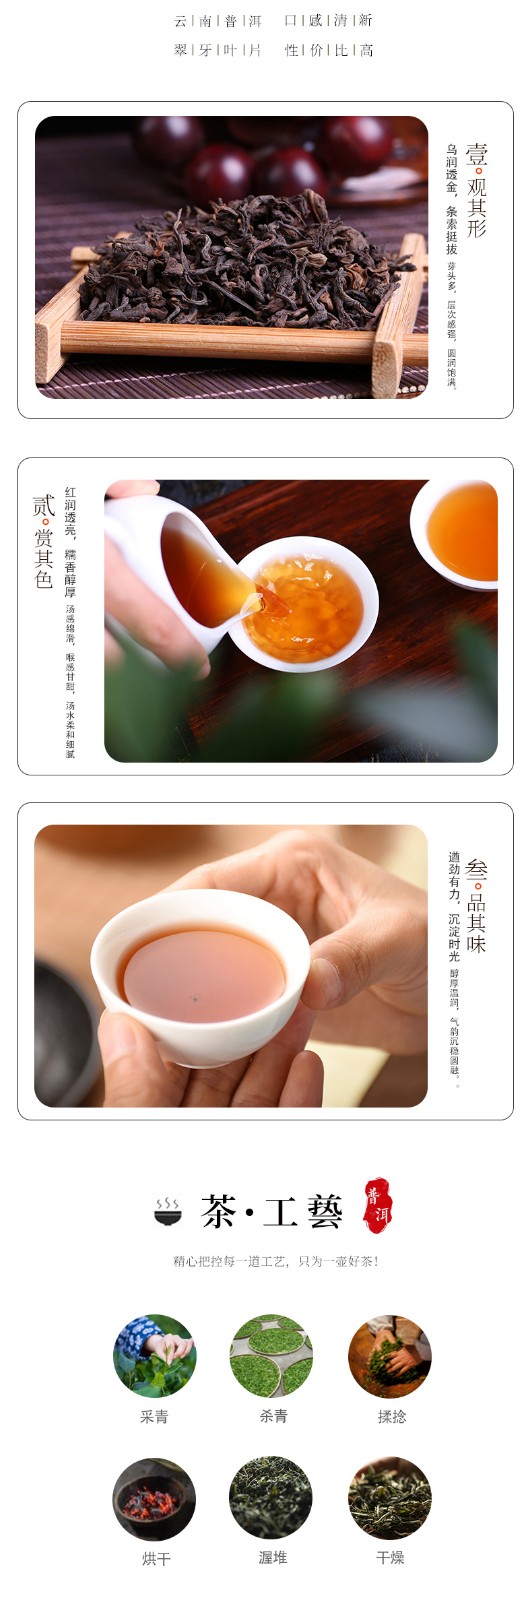 云|南|普|洱 口|感|清|新
翠|牙|叶|片 性|价|比|高
壹
观其形
乌润透金，条索挺拔
芽头多，层次感强，圆润饱满。
贰
赏其色
红润透亮，糯香醇厚
汤感绵滑，喉感甘甜，汤水柔和细腻
叁
品其味
遒劲有力，沉淀时光
醇厚温润，气韵沉稳圆融。。
茶·工藝
普洱
精心把控每一道工艺，只为一壶好茶！
采青 杀青 揉捻
烘干 渥堆 干燥